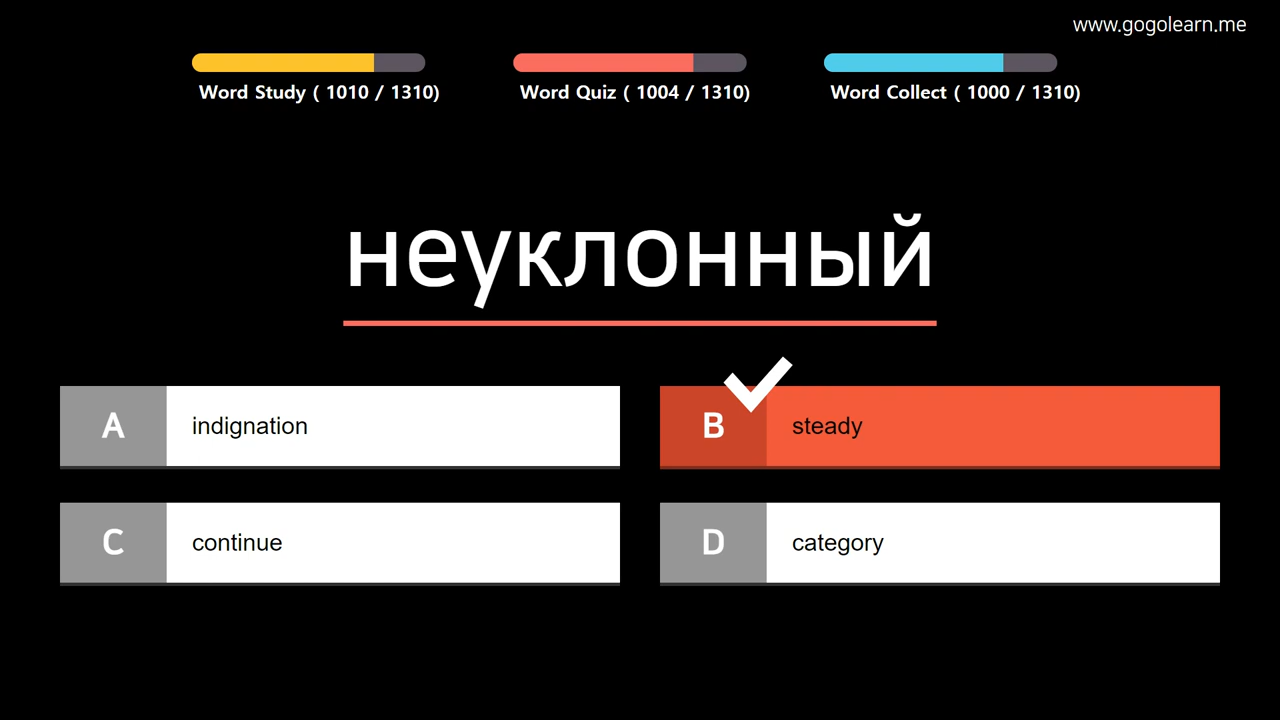 www.gogolearn.me
Word Study ( 1010 / 1310)
Word Quiz ( 1004 / 1310)
Word Collect ( 1000 / 1310)
неуклонный
A indignation
B steady
C continue
D category